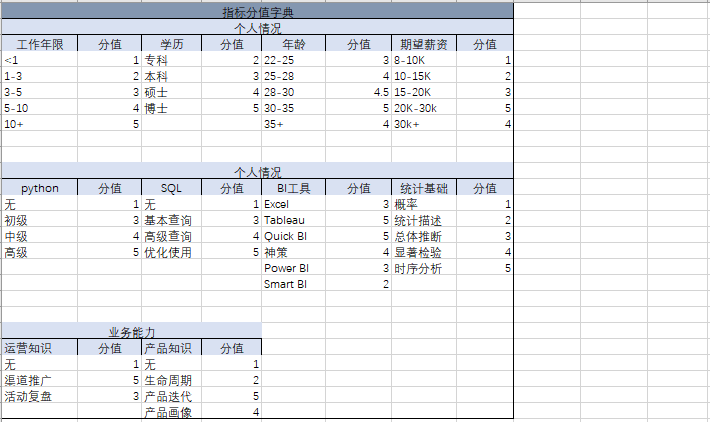 指标分值字典
个人情况
工作年限 分值 学历 分值 年龄 分值 期望薪资 分值
<1 1 专科 2 22-25 3 8-10K 1
1-3 2 本科 3 25-28 4 10-15K 2
3-5 3 硕士 4 28-30 4.5 15-20K 3
5-10 4 博士 5 30-35 5 20K-30k 5
10+ 5 35+ 4 30k+ 4
个人情况
python 分值 SQL 分值 BI工具 分值 统计基础 分值
无 1 无 1 Excel 3 概率 1
初级 3 基本查询 3 Tableau 5 统计描述 2
中级 4 高级查询 4 Quick BI 5 总体推断 3
高级 5 优化使用 5 神策 4 显著检验 4
Power BI 3 时序分析 5
Smart BI 2
业务能力
运营知识 分值 产品知识 分值
无 1 无 1
渠道推广 5 生命周期 2
活动复盘 3 产品迭代 5
产品画像 4